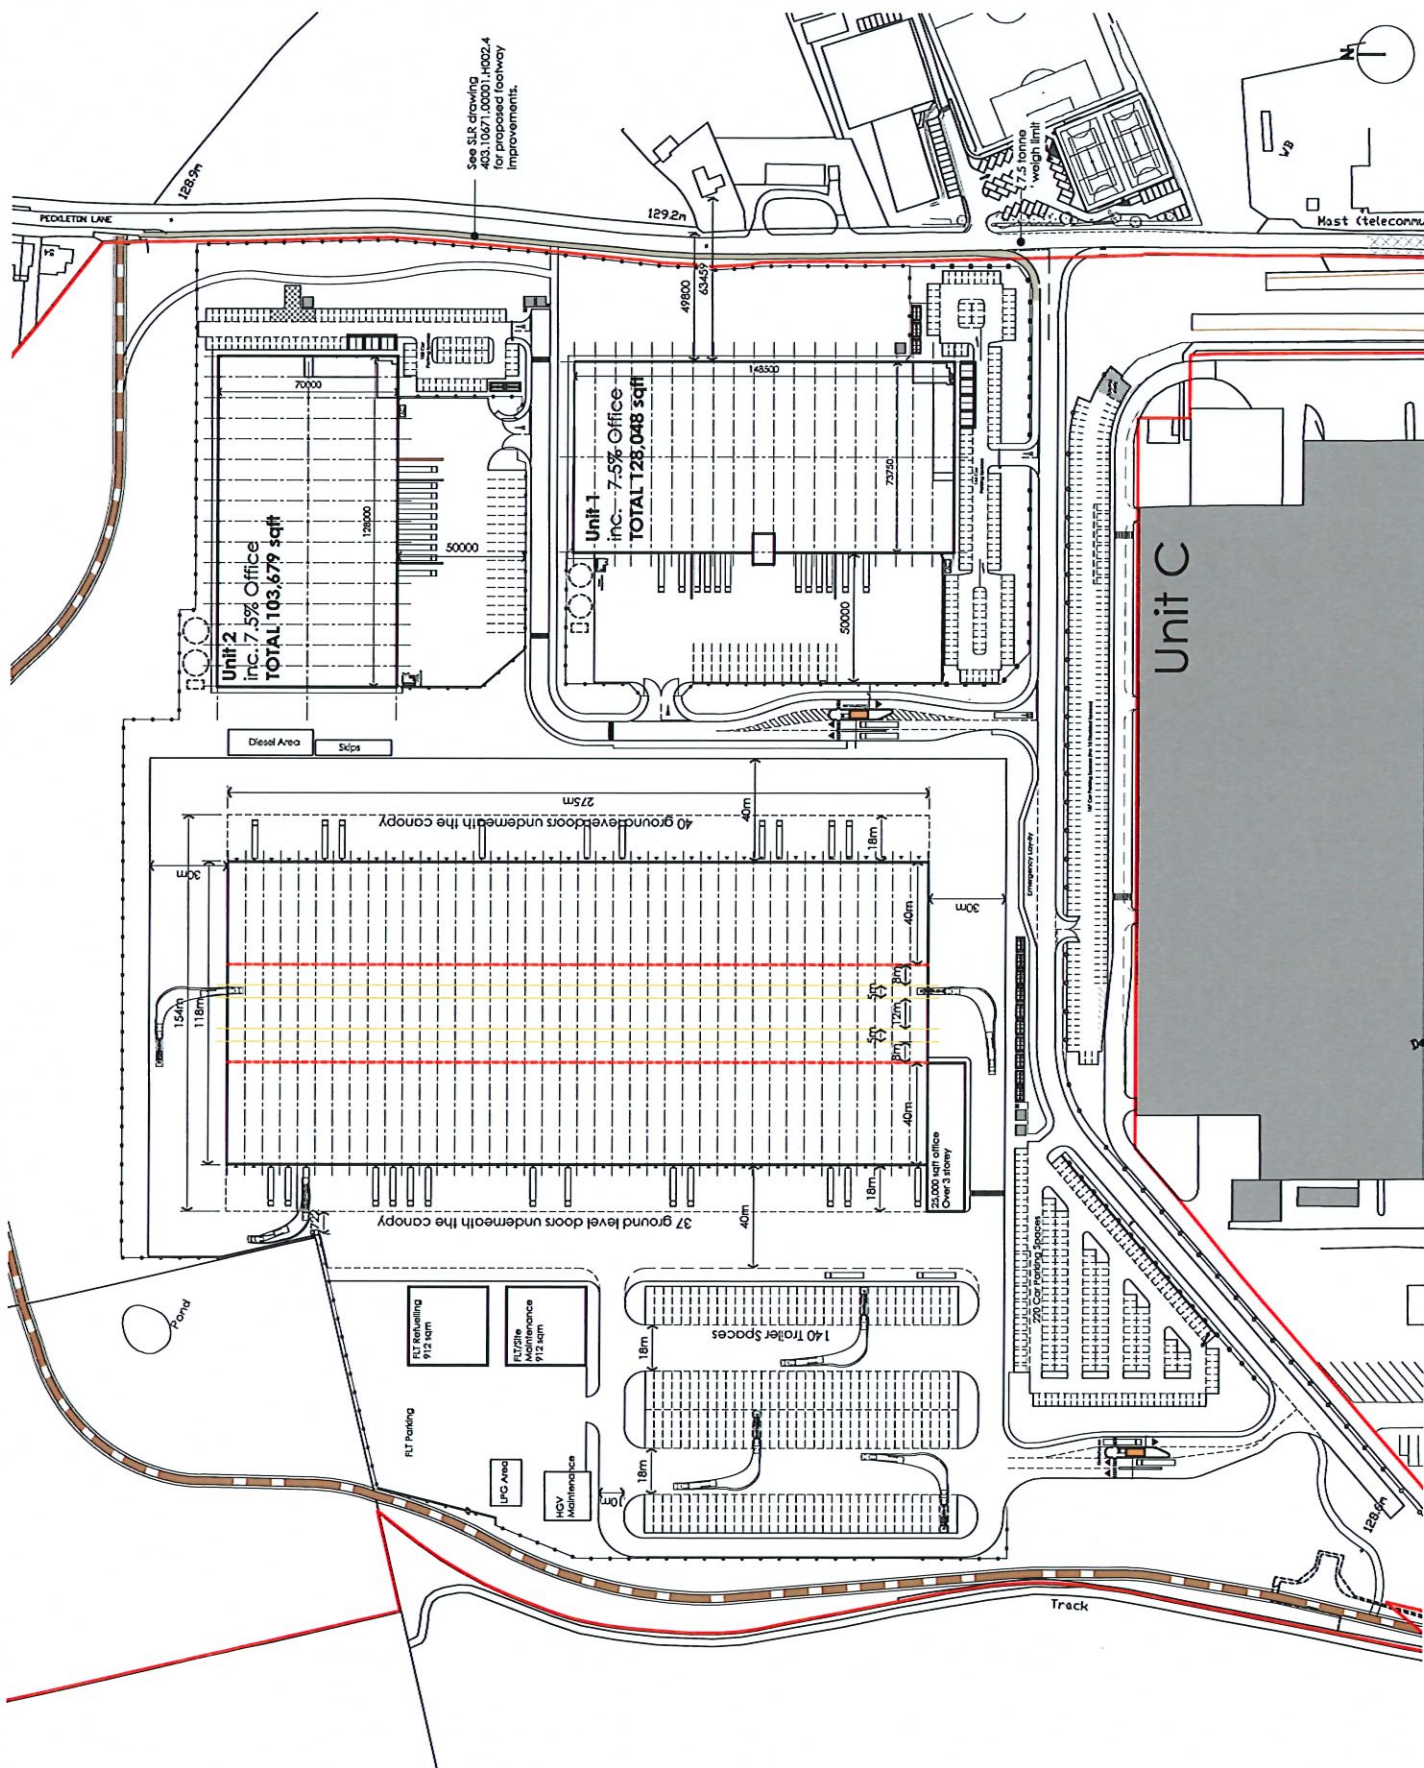 See SLR drawing
403.10671.00001.H002.4
for proposed footway
improvements.
N
128.9m
PECKLETON LANE
129.2m
7.5 tonne
weigh limit
WB
Mast (telecommu
64
49800
63459
70000
128000
50000
Unit 2
inc. 7.5% Office
TOTAL 103,679 sqft
148500
73750
50000
Unit 1
inc. 7.5% Office
TOTAL 128,048 sqft
Unit C
Diesel Area
Skips
275m
40 ground level doors underneath the canopy
40m
18m
30m
30m
154m
118m
40m
8m
5m
12m
5m
8m
40m
Emergency Lay-By
18m
40m
37 ground level doors underneath the canopy
8722
25,000 sqft office
Over 3 storey
Pond
FLT Refuelling
912 sqm
FLT/Site
Maintenance
912 sqm
18m
140 Trailer Spaces
220 Car Parking Spaces
FLT Parking
LPG Area
HGV
Maintenance
10m
18m
128.6m
Track